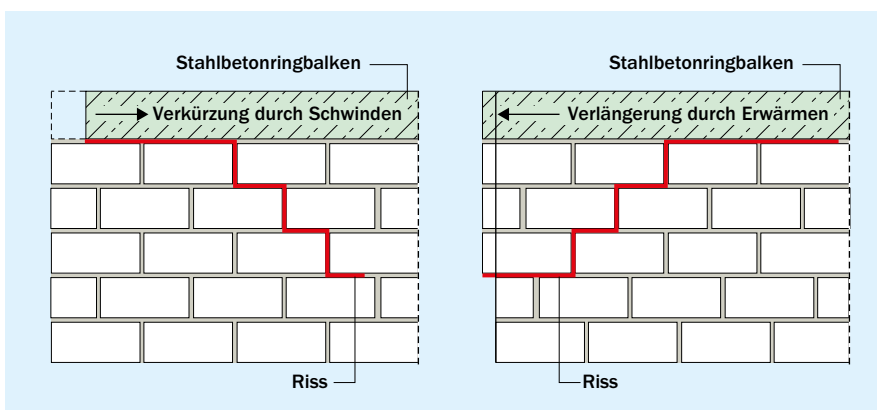 Stahlbetonringbalken
Verkürzung durch Schwinden
Riss
Stahlbetonringbalken
Verlängerung durch Erwärmen
Riss